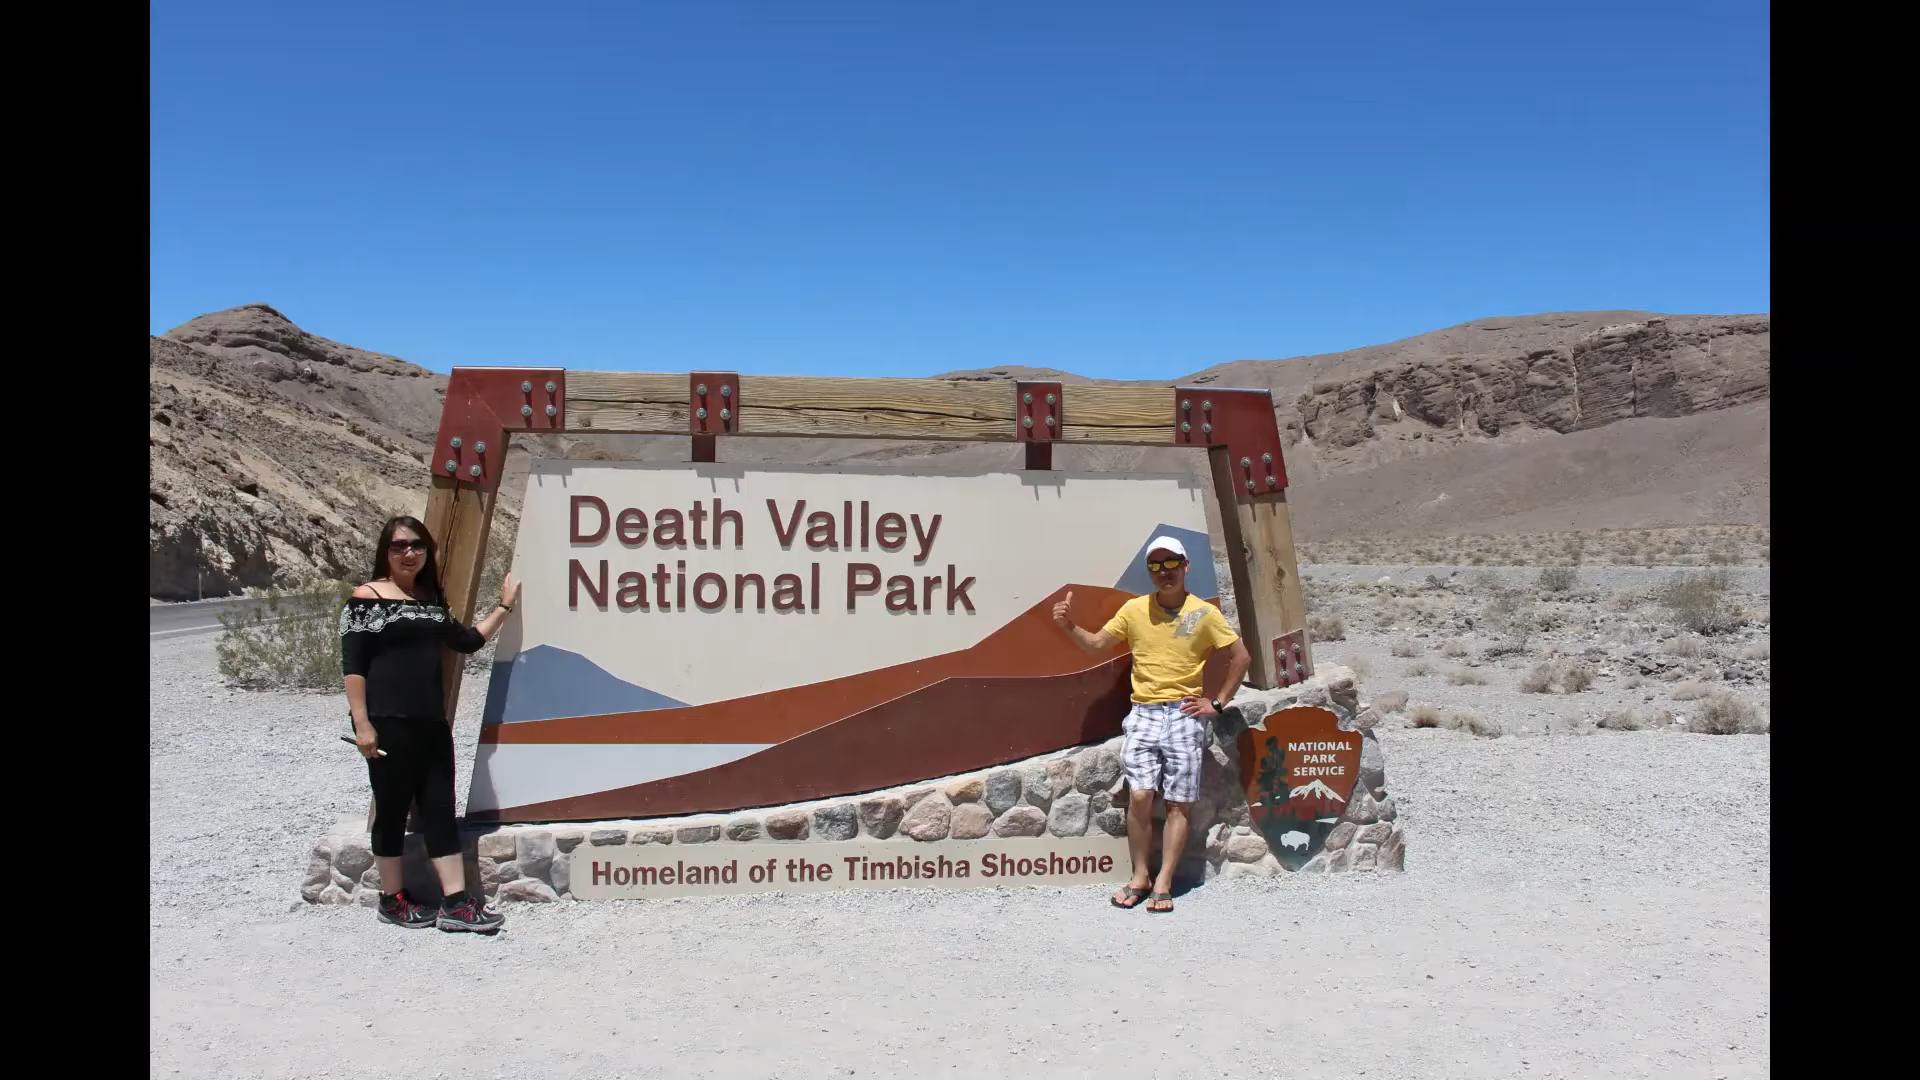 Death Valley
National Park
NATIONAL
PARK
SERVICE
Homeland of the Timbisha Shoshone